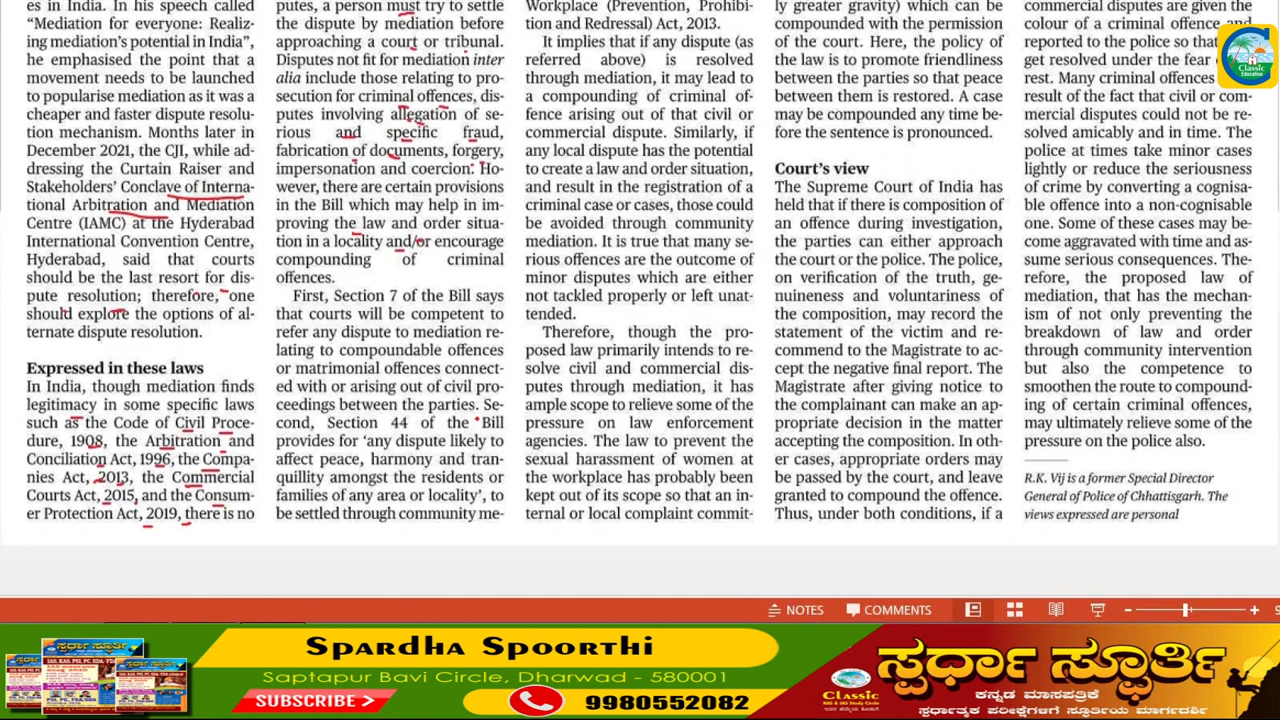 es in India. In his speech called
"Mediation for everyone: Realiz-
ing mediation's potential in India",
he emphasised the point that a
movement needs to be launched
to popularise mediation as it was a
cheaper and faster dispute resolu-
tion mechanism. Months later in
December 2021, the CJI, while ad-
dressing the Curtain Raiser and
Stakeholders' Conclave of Interna-
tional Arbitration and Mediation
Centre (IAMC) at the Hyderabad
International Convention Centre,
Hyderabad, said that courts
should be the last resort for dis-
pute resolution; therefore, one
should explore the options of al-
ternate dispute resolution.
Expressed in these laws
In India, though mediation finds
legitimacy in some specific laws
such as the Code of Civil Proce-
dure, 1908, the Arbitration and
Conciliation Act, 1996, the Compa-
nies Act, 2013, the Commercial
Courts Act, 2015, and the Consum-
er Protection Act, 2019, there is no
putes, a person must try to settle
the dispute by mediation before
approaching a court or tribunal.
Disputes not fit for mediation inter
alia include those relating to pro-
secution for criminal offences, dis-
putes involving allegation of se-
rious and specific fraud,
fabrication of documents, forgery,
impersonation and coercion. Ho-
wever, there are certain provisions
in the Bill which may help in im-
proving the law and order situa-
tion in a locality and/or encourage
compounding of criminal
offences.
First, Section 7 of the Bill says
that courts will be competent to
refer any dispute to mediation re-
lating to compoundable offences
or matrimonial offences connect-
ed with or arising out of civil pro-
ceedings between the parties. Se-
cond, Section 44 of the Bill
provides for 'any dispute likely to
affect peace, harmony and tran-
quillity amongst the residents or
families of any area or locality', to
be settled through community me-
Workplace (Prevention, Prohibi-
tion and Redressal) Act, 2013.
implies that if any dispute (as
referred above) is resolved
through mediation, it may lead to
a compounding of criminal of-
fence arising out of that civil or
commercial dispute. Similarly, if
any local dispute has the potential
to create a law and order situation,
and result in the registration of a
criminal case or cases, those could
be avoided through community
mediation. It is true that many se-
rious offences are the outcome of
minor disputes which are either
not tackled properly or left unat-
tended.
Therefore, though the pro-
posed law primarily intends to re-
solve civil and commercial dis-
putes through mediation, it has
ample scope to relieve some of the
pressure on law enforcement
agencies. The law to prevent the
sexual harassment of women at
the workplace has probably been
kept out of its scope so that an in-
ternal or local complaint commit-
ly greater gravity) which can be
compounded with the permission
of the court. Here, the policy of
the law is to promote friendliness
between the parties so that peace
between them is restored. A case
may be compounded any time be-
fore the sentence is pronounced.
Court's view
The Supreme Court of India has
held that if there is composition of
an offence during investigation,
the parties can either approach
the court or the police. The police,
on verification of the truth, ge-
nuineness and voluntariness of
the composition, may record the
statement of the victim and re-
commend to the Magistrate to ac-
cept the negative final report. The
Magistrate after giving notice to
the complainant can make an ap-
propriate decision in the matter
accepting the composition. In oth-
er cases, appropriate orders may
be passed by the court, and leave
granted to compound the offence.
Thus, under both conditions, if a
commercial disputes are given the
colour of a criminal offence and
reported to the police so that
get resolved under the fear
rest. Many criminal offences
result of the fact that civil or com-
mercial disputes could not be re-
solved amicably and in time. The
police at times take minor cases
lightly or reduce the seriousness
of crime by converting a cognisa-
ble offence into a non-cognisable
one. Some of these cases may be-
come aggravated with time and as-
sume serious consequences. The-
refore, the proposed law of
mediation, that has the mechan-
ism of not only preventing the
breakdown of law and order
through community intervention
but also the competence to
smoothen the route to compound-
ing of certain criminal offences,
may ultimately relieve some of the
pressure on the police also.
R.K. Vij is a former Special Director
General of Police of Chhattisgarh. The
views expressed are personal
Classic
Education
NOTES
COMMENTS
Spardha Spoorthi
Saptapur Bavi Circle, Dharwad - 580001
SUBSCRIBE
9980552082
Classic
IAS & KAS Study Circle
ಸ್ಪರ್ಧಾ ಸ್ಫೂರ್ತಿ
ಕನ್ನಡ ಮಾಸಪತ್ರಿಕೆ
ಸ್ಪರ್ಧಾತ್ಮಕ ಪರೀಕ್ಷೆಗಳಿಗೆ ಸ್ಫೂರ್ತಿಯ ಮಾರ್ಗದರ್ಶಿ